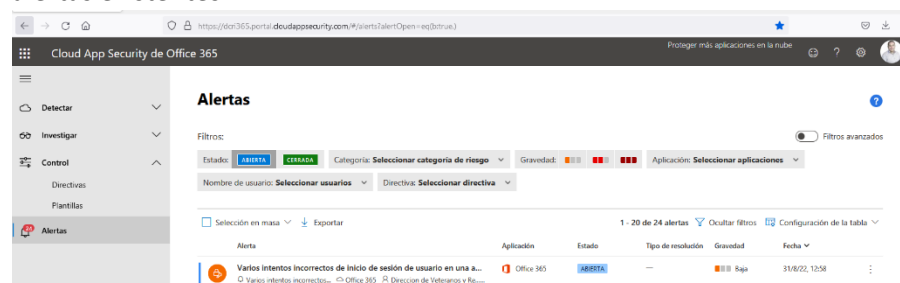 https://dcri365.portal.cloudappsecurity.com/#/alerts?alertOpen=eq(b:true,)
Cloud App Security de Office 365
Proteger más aplicaciones en la nube
Detectar
Investigar
Control
Directivas
Plantillas
24
Alertas
Alertas
Filtros:
Filtros avanzados
Estado: ABIERTA CERRADA Categoría: Seleccionar categoría de riesgo Gravedad: Aplicación: Seleccionar aplicaciones
Nombre de usuario: Seleccionar usuarios Directiva: Seleccionar directiva
Selección en masa Exportar 1 - 20 de 24 alertas Ocultar filtros Configuración de la tabla
Alerta Aplicación Estado Tipo de resolución Gravedad Fecha
Varios intentos incorrectos de inicio de sesión de usuario en una a... Office 365 ABIERTA — Baja 31/8/22, 12:58
Varios intentos incorrectos... Office 365 Direccion de Veteranos y Re...